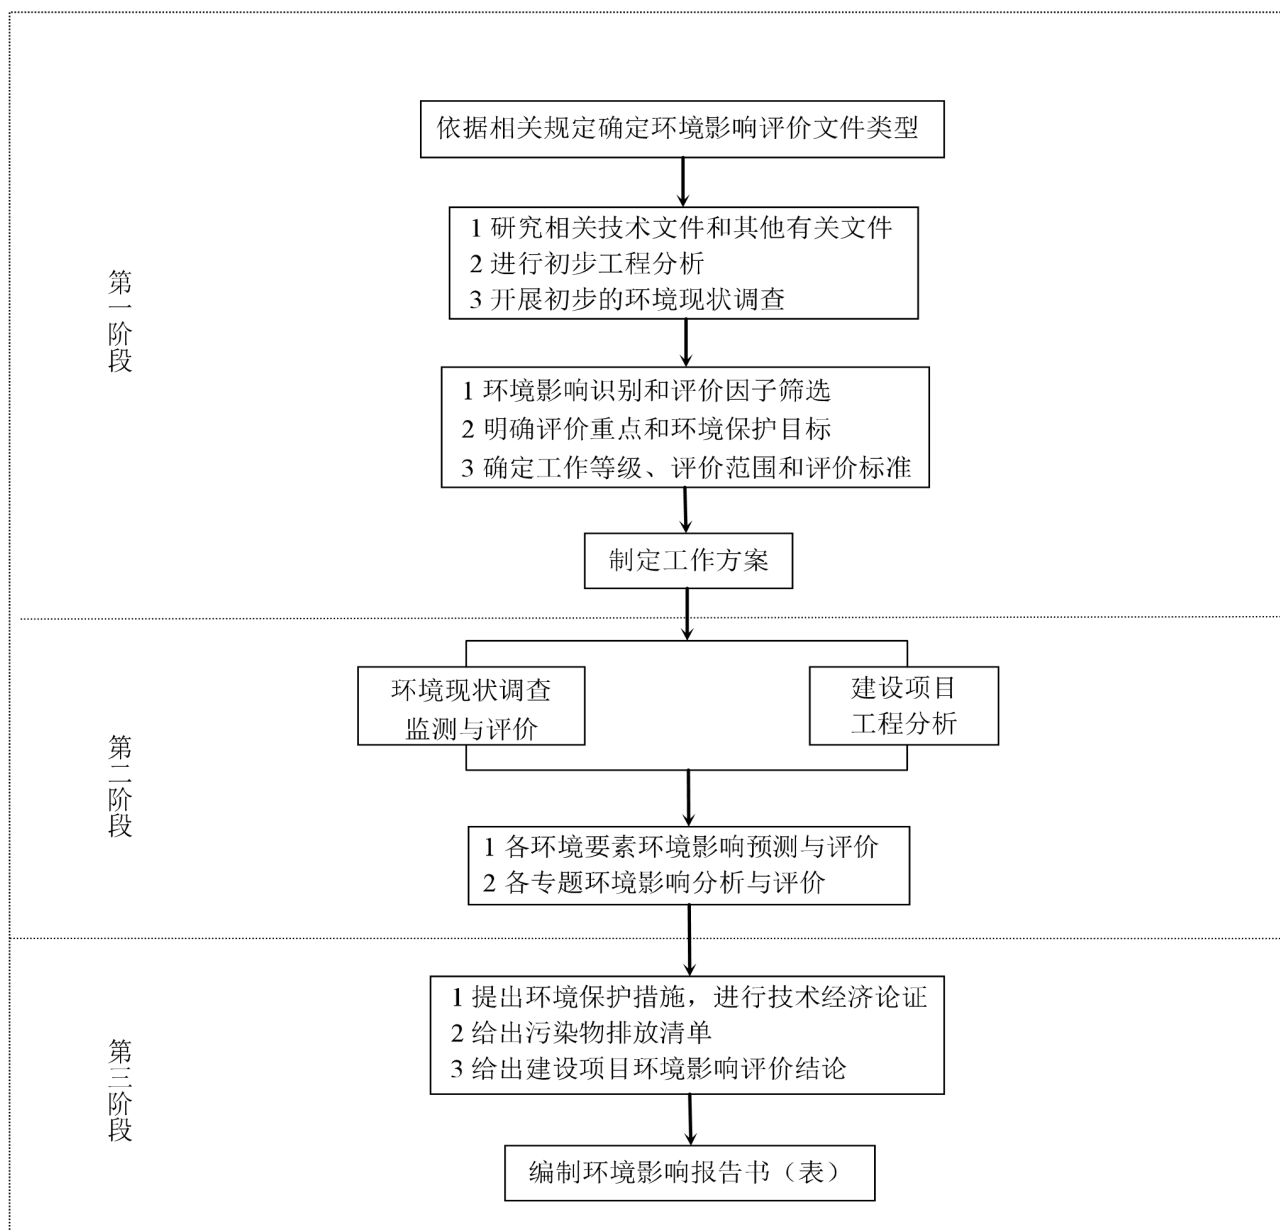 依据相关规定确定环境影响评价文件类型
1 研究相关技术文件和其他有关文件
2 进行初步工程分析
3 开展初步的环境现状调查
第一阶段
1 环境影响识别和评价因子筛选
2 明确评价重点和环境保护目标
3 确定工作等级、评价范围和评价标准
制定工作方案
环境现状调查
监测与评价
建设项目
工程分析
第二阶段
1 各环境要素环境影响预测与评价
2 各专题环境影响分析与评价
1 提出环境保护措施，进行技术经济论证
2 给出污染物排放清单
3 给出建设项目环境影响评价结论
第三阶段
编制环境影响报告书（表）